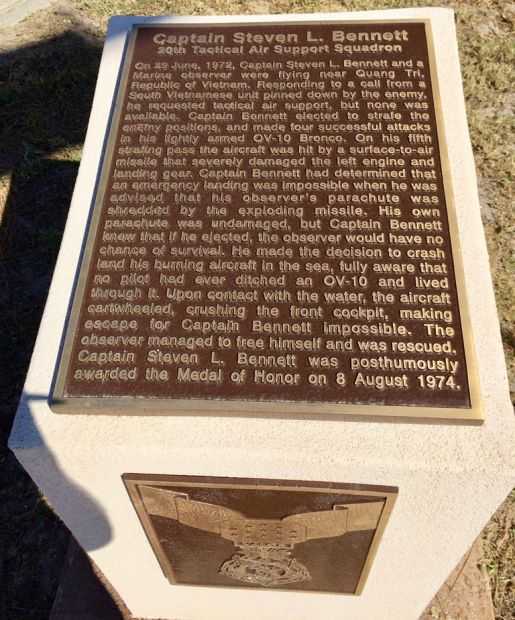 Captain Steven L. Bennett
20th Tactical Air Support Squadron
On 29 June, 1972, Captain Steven L. Bennett and a
Marine observer were flying near Quang Tri,
Republic of Vietnam. Responding to a call from a
South Vietnamese unit pinned down by the enemy,
he requested tactical air support, but none was
available. Captain Bennett elected to strafe the
enemy positions, and made four successful attacks
in his lightly armed OV-10 Bronco. On his fifth
strafing pass the aircraft was hit by a surface-to-air
missile that severely damaged the left engine and
landing gear. Captain Bennett had determined that
an emergency landing was impossible when he was
advised that his observer's parachute was
shredded by the exploding missile. His own
parachute was undamaged, but Captain Bennett
knew that if he ejected, the observer would have no
chance of survival. He made the decision to crash
land his burning aircraft in the sea, fully aware that
no pilot had ever ditched an OV-10 and lived
through it. Upon contact with the water, the aircraft
cartwheeled, crushing the front cockpit, making
escape for Captain Bennett impossible. The
observer managed to free himself and was rescued.
Captain Steven L. Bennett was posthumously
awarded the Medal of Honor on 8 August 1974.